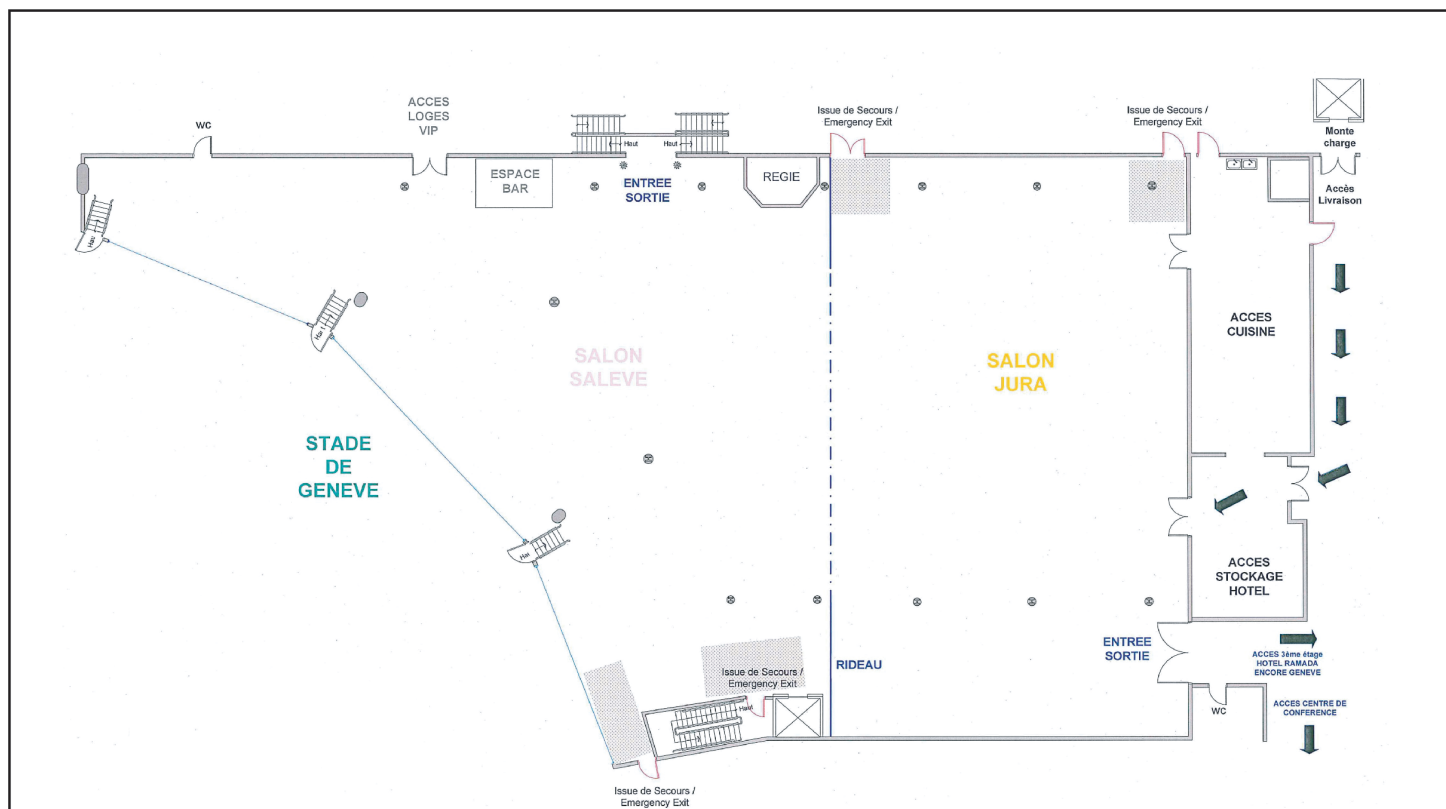 ACCES
LOGES
VIP
WC
Issue de Secours /
Emergency Exit
Issue de Secours /
Emergency Exit
Monte
charge
Haut
Haut
ESPACE
BAR
ENTREE
SORTIE
REGIE
Accès
Livraison
Haut
Haut
ACCES
CUISINE
SALON
SALEVE
SALON
JURA
STADE
DE
GENEVE
ACCES
STOCKAGE
HOTEL
ENTREE
SORTIE
RIDEAU
ACCES 3ème étage
HOTEL RAMADA
ENCORE GENEVE
Issue de Secours /
Emergency Exit
Haut
WC
ACCES CENTRE DE
CONFERENCE
Issue de Secours /
Emergency Exit